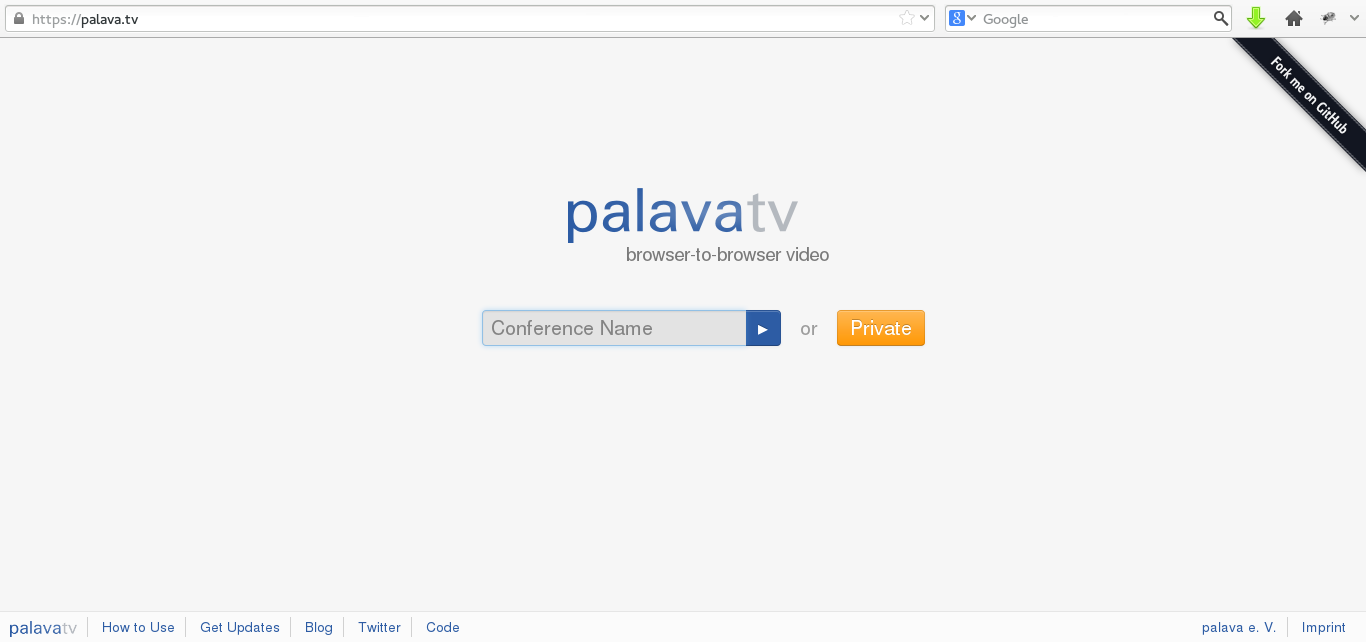 https://palava.tv
8 Google
Fork me on GitHub
palavatv
browser-to-browser video
Conference Name or Private
palavatv How to Use Get Updates Blog Twitter Code palava e. V. Imprint